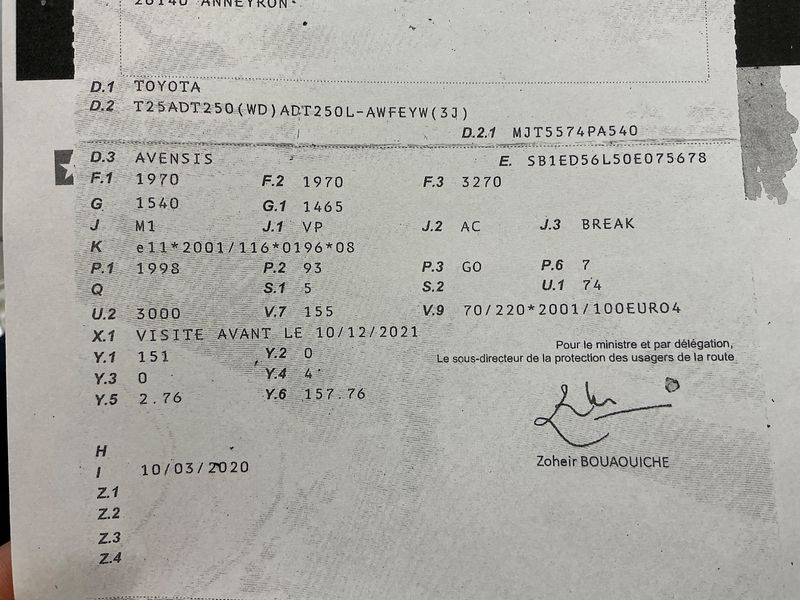 26140 ANNEYRON
D.1 TOYOTA
D.2 T25ADT250(WD)ADT250L-AWFEYW(3J)
D.2.1 MJT5574PA540
D.3 AVENSIS E. SB1ED56L50E075678
F.1 1970 F.2 1970 F.3 3270
G 1540 G.1 1465
J M1 J.1 VP J.2 AC J.3 BREAK
K e11*2001/116*0196*08
P.1 1998 P.2 93 P.3 GO P.6 7
Q S.1 5 S.2 U.1 74
U.2 3000 V.7 155 V.9 70/220*2001/100EURO4
X.1 VISITE AVANT LE 10/12/2021
Pour le ministre et par délégation,
Y.1 151 Y.2 0 Le sous-directeur de la protection des usagers de la route
Y.3 0 Y.4 4
Y.5 2.76 Y.6 157.76
H
Zoheir BOUAOUICHE
I 10/03/2020
Z.1
Z.2
Z.3
Z.4